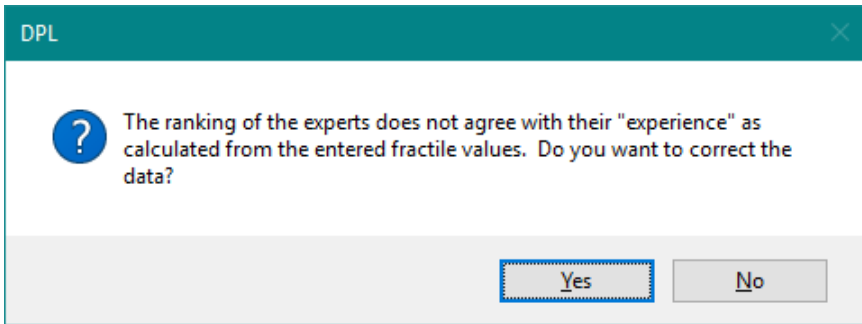 DPL
The ranking of the experts does not agree with their "experience" as
calculated from the entered fractile values.  Do you want to correct the
data?
Yes
No